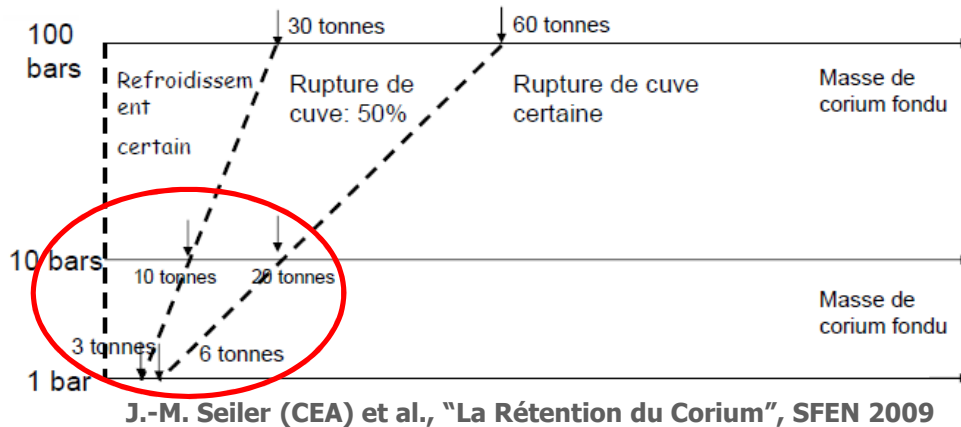 100 bars
30 tonnes
60 tonnes
Refroidissem
ent
certain
Rupture de
cuve: 50%
Rupture de cuve
certaine
Masse de
corium fondu
10 bars
10 tonnes
20 tonnes
Masse de
corium fondu
3 tonnes
6 tonnes
1 bar
J.-M. Seiler (CEA) et al., “La Rétention du Corium”, SFEN 2009